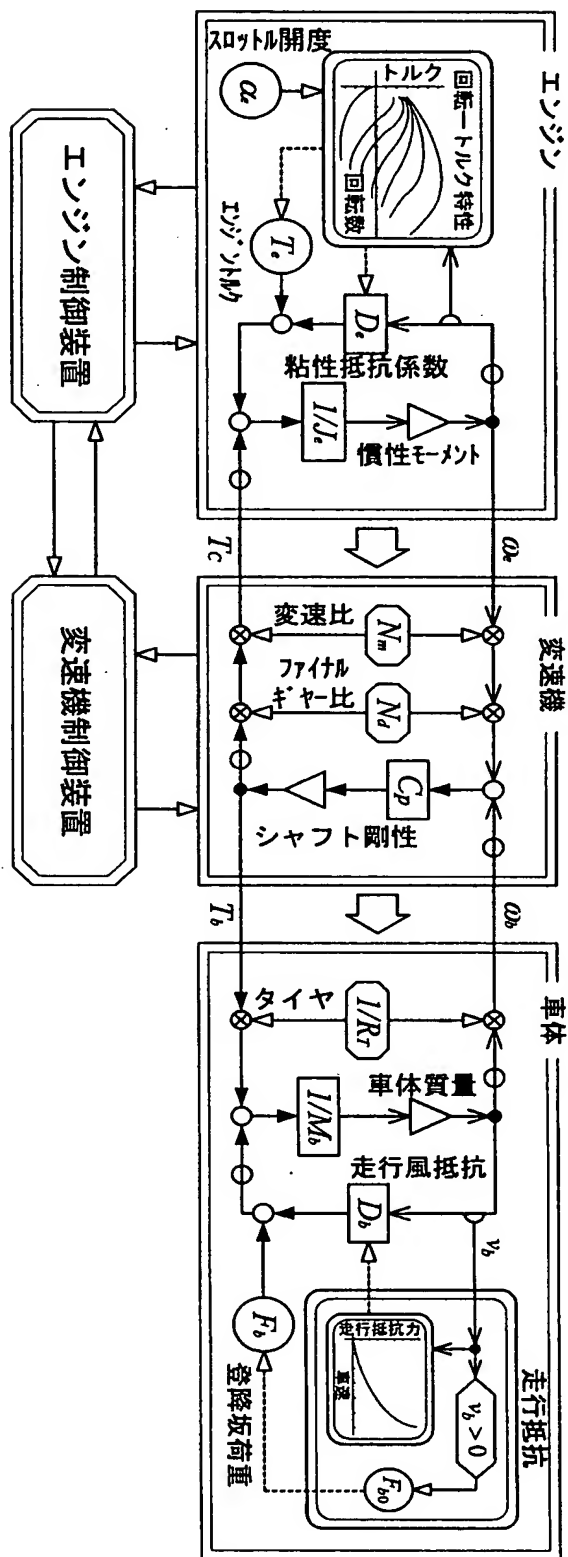 エンジン
スロットル開度
αe
トルク
回転ートルク特性
回転数
Te
エンジントルク
De
粘性抵抗係数
1/Je
慣性モーメント
エンジン制御装置
ωe
TC
変速機
変速比
Nm
ファイナル
ギヤー比
Nd
Cp
シャフト剛性
変速機制御装置
ωb
Tb
車体
タイヤ
1/RT
車体質量
1/Mb
走行風抵抗
Db
vb
走行抵抗
走行抵抗力
車速
vb>0
Fb0
Fb
登降坂荷重